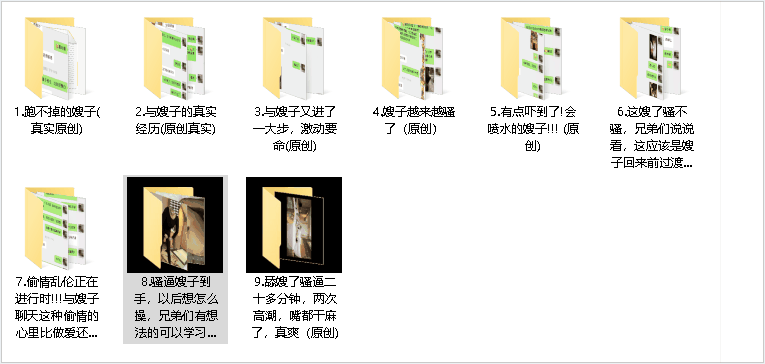 1.跑不掉的嫂子(
真实原创)
2.与嫂子的真实
经历(原创真实)
3.与嫂子又进了
一大步，激动要
命(原创)
4.嫂子越来越骚
了（原创）
5.有点吓到了!会
喷水的嫂子!!! (原
创)
6.这嫂了骚不
骚，兄弟们说说
看，这应该是嫂
子回来前过渡...
7.偷情乱伦正在
进行时!!!与嫂子
聊天这种偷情的
心里比做爱还...
8.骚逼嫂子到
手，以后想怎么
操，兄弟们有想
法的可以学习...
9.舔嫂了骚逼二
十多分钟，两次
高潮，嘴都干麻
了，真爽（原创)